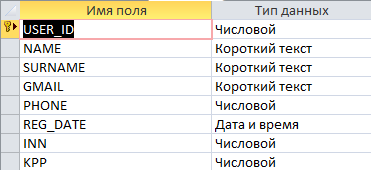 Имя поля Тип данных
USER_ID Числовой
NAME Короткий текст
SURNAME Короткий текст
GMAIL Короткий текст
PHONE Числовой
REG_DATE Дата и время
INN Числовой
KPP Числовой